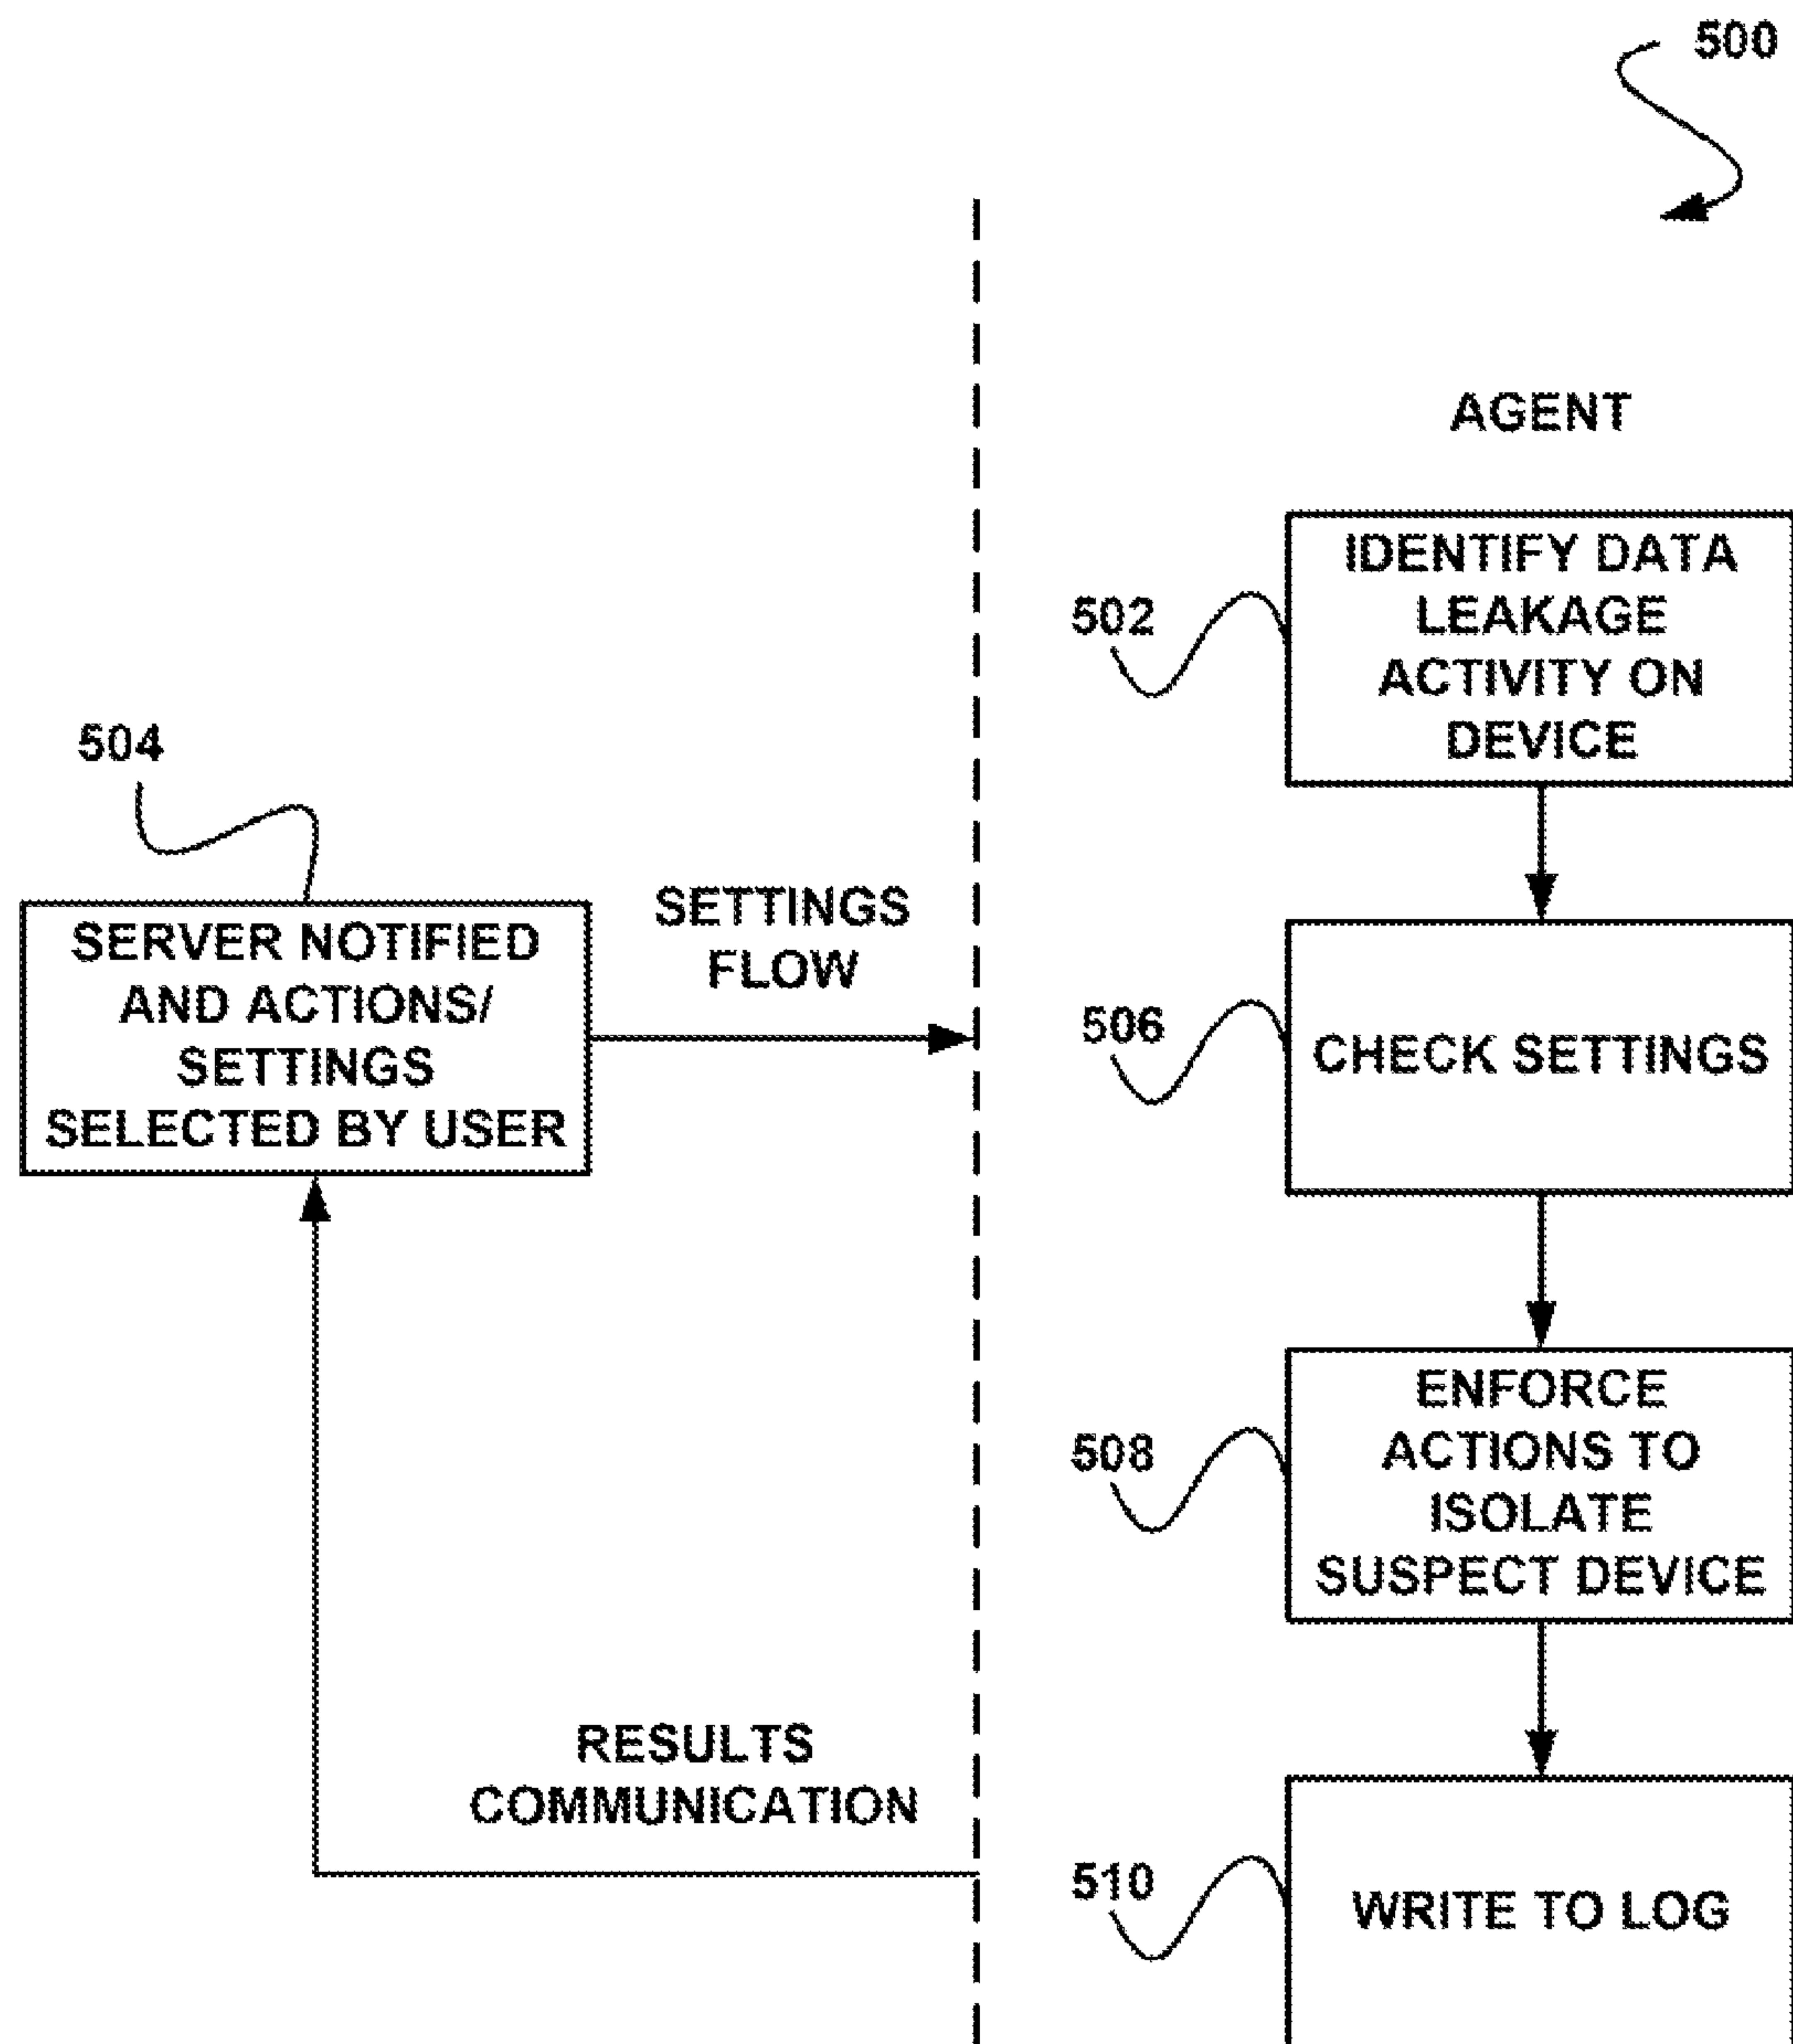 500
AGENT
IDENTIFY DATA
LEAKAGE
ACTIVITY ON
DEVICE
502
504
SERVER NOTIFIED
AND ACTIONS/
SETTINGS
SELECTED BY USER
SETTINGS
FLOW
506
CHECK SETTINGS
508
ENFORCE
ACTIONS TO
ISOLATE
SUSPECT DEVICE
RESULTS
COMMUNICATION
510
WRITE TO LOG